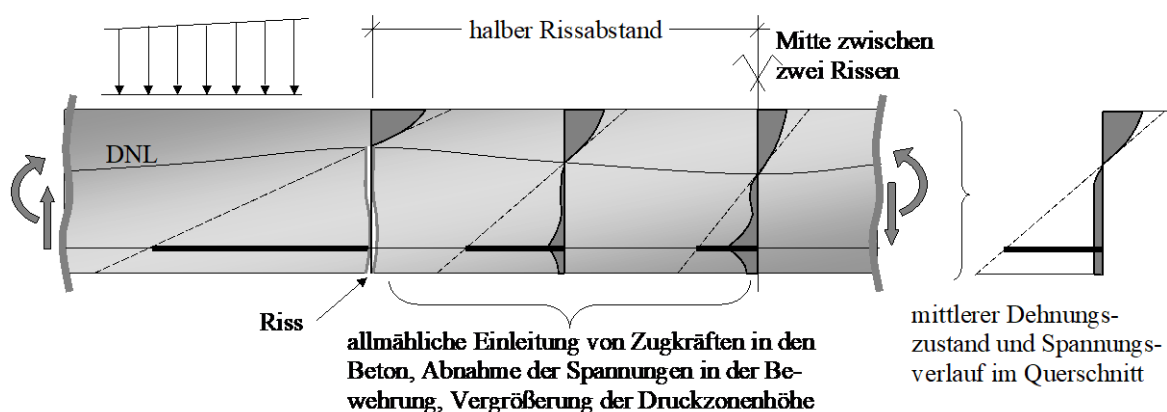 halber Rissabstand
Mitte zwischen
zwei Rissen
DNL
Riss
allmähliche Einleitung von Zugkräften in den
Beton, Abnahme der Spannungen in der Be-
wehrung, Vergrößerung der Druckzonenhöhe
mittlerer Dehnungs-
zustand und Spannungs-
verlauf im Querschnitt